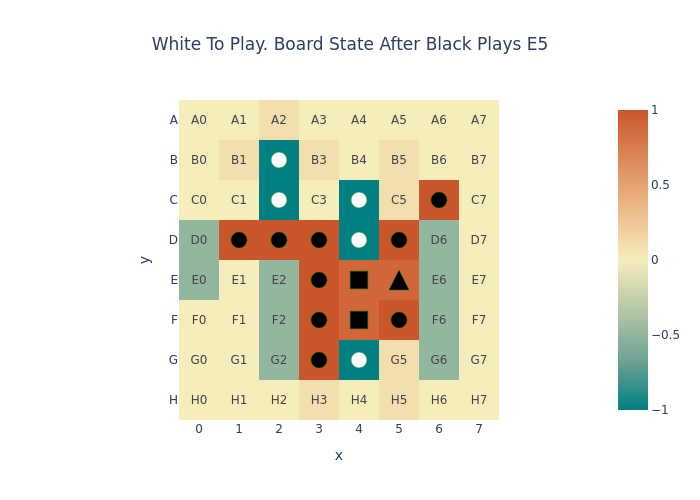 White To Play. Board State After Black Plays E5
A A0 A1 A2 A3 A4 A5 A6 A7
B B0 B1 B3 B4 B5 B6 B7
C C0 C1 C3 C5 C7
D D0 D6 D7
E E0 E1 E2 E6 E7
F F0 F1 F2 F6 F7
G G0 G1 G2 G5 G6 G7
H H0 H1 H2 H3 H4 H5 H6 H7
0 1 2 3 4 5 6 7
x
y
1
0.5
0
−0.5
−1